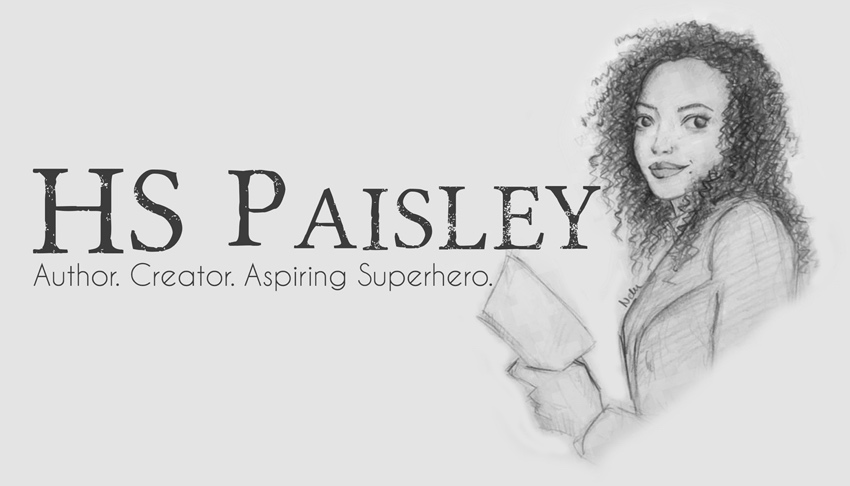 HS PAISLEY
Author. Creator. Aspiring Superhero.